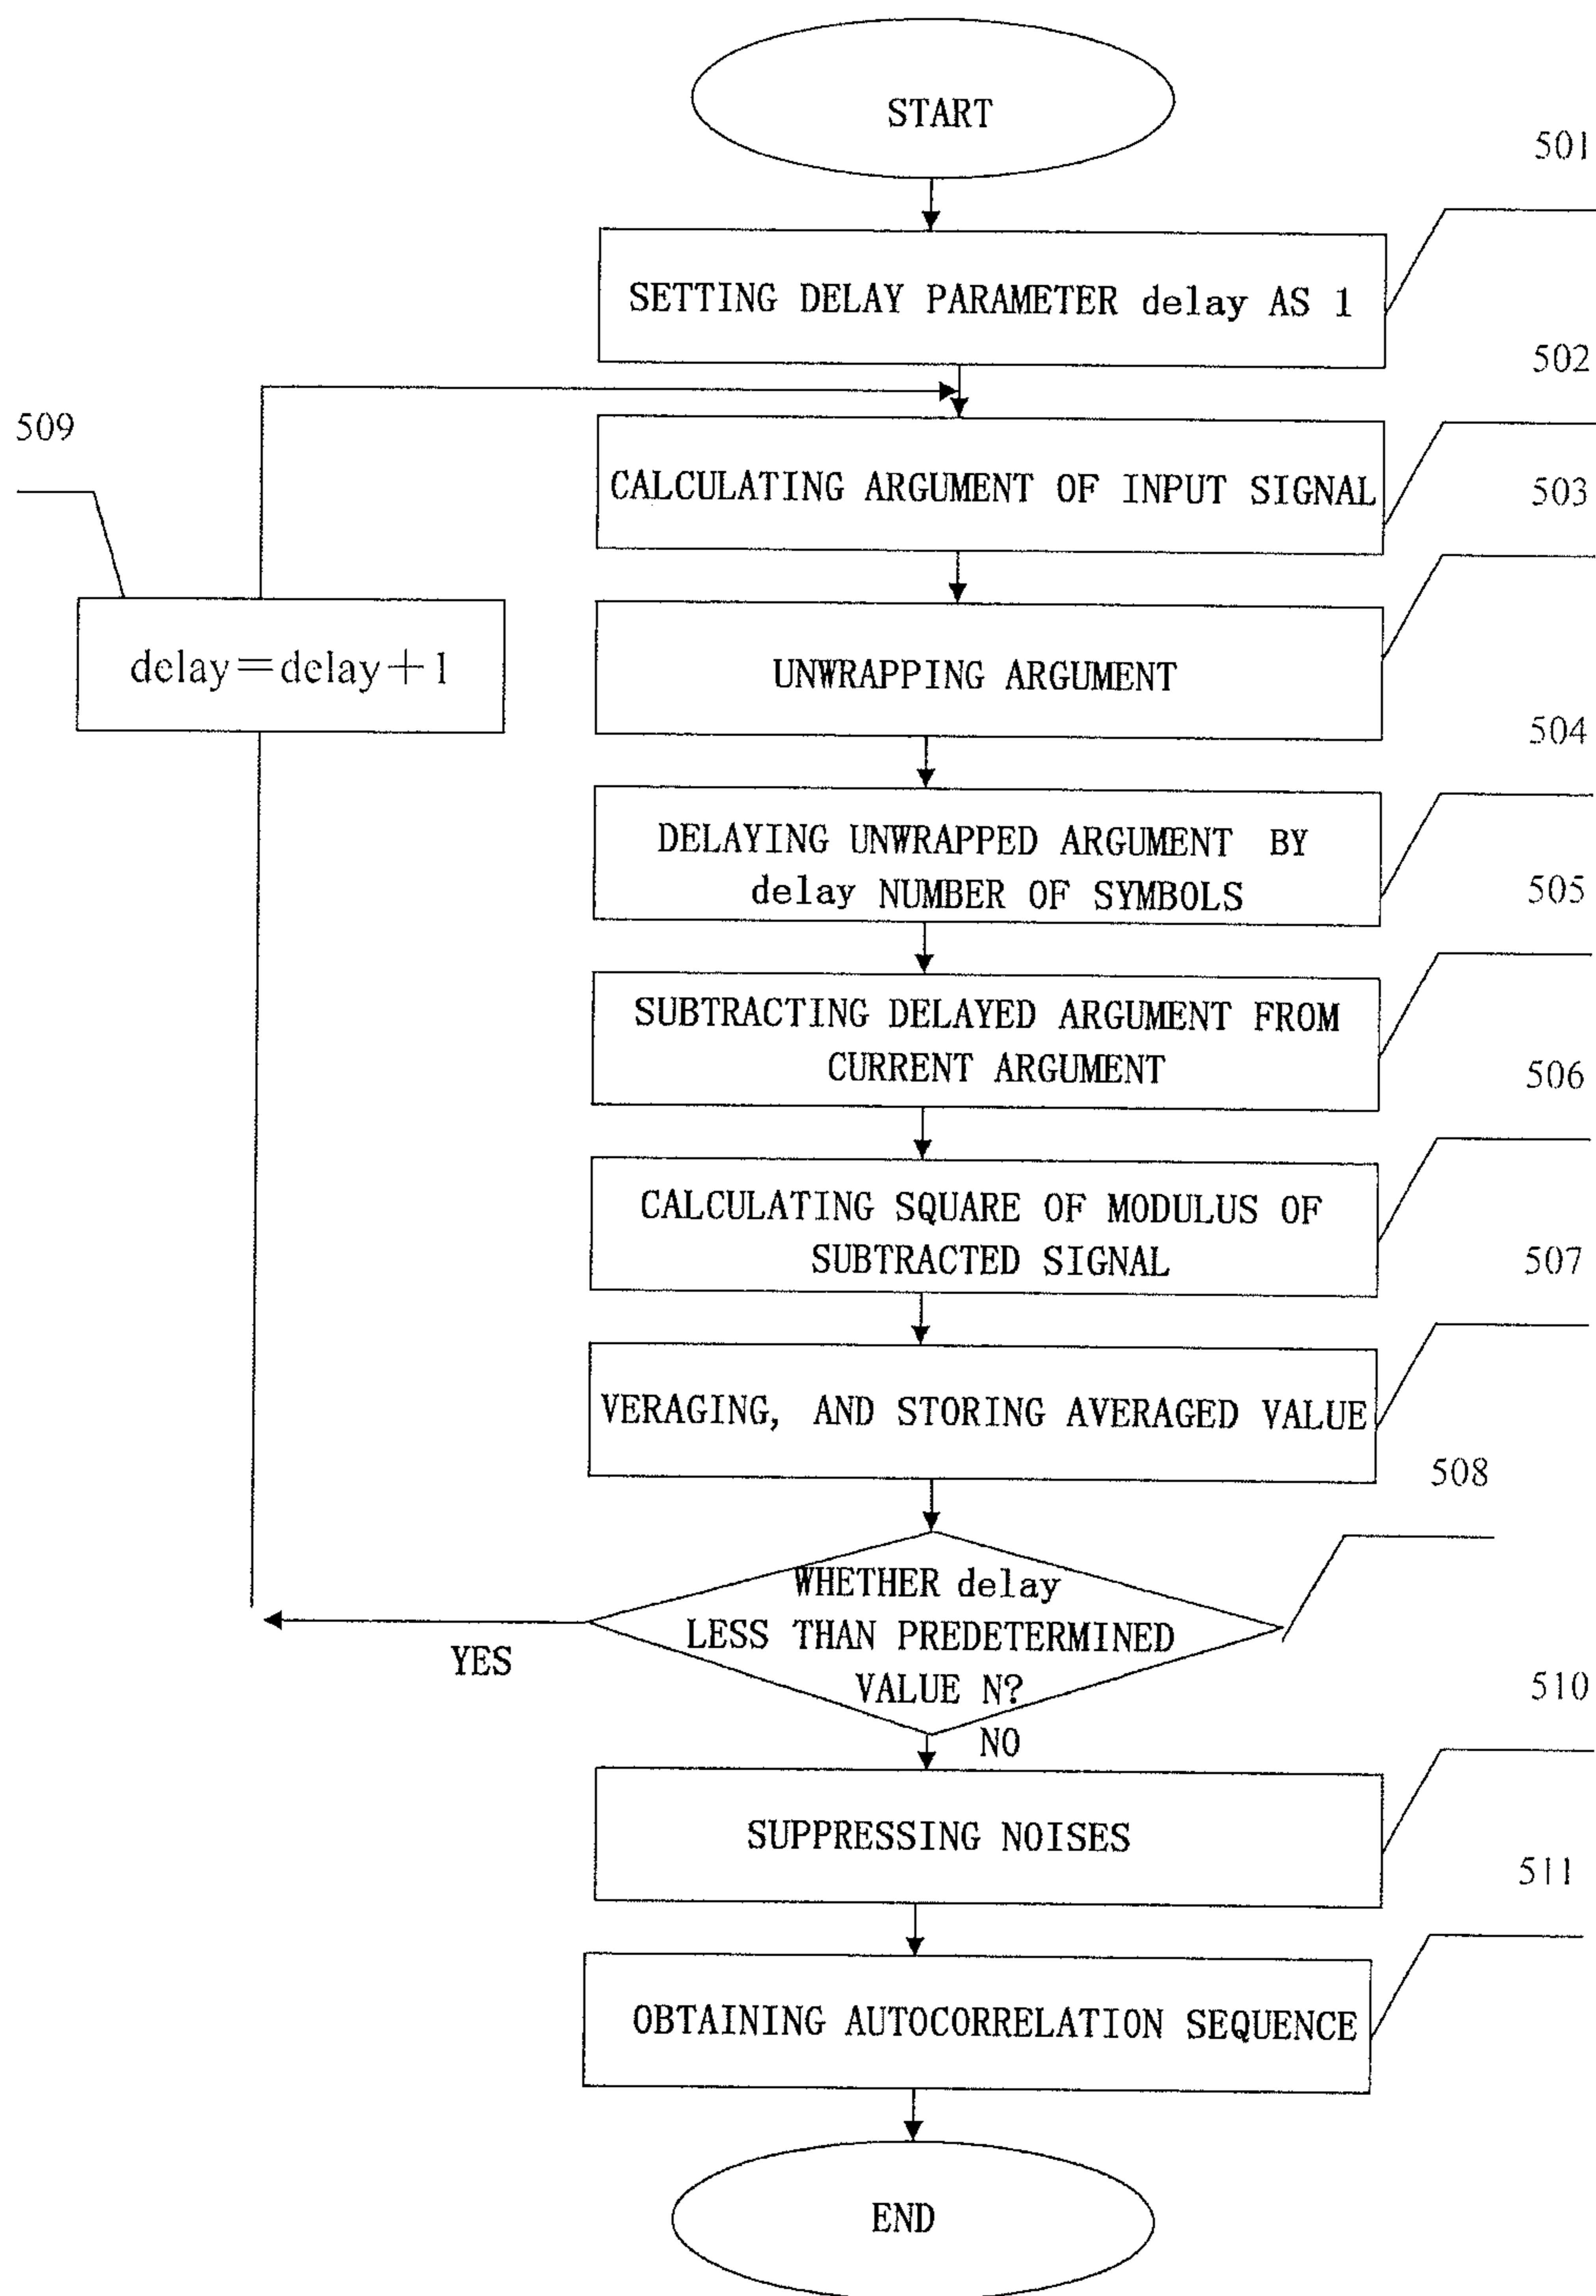 START
501
SETTING DELAY PARAMETER delay AS 1
502
509
CALCULATING ARGUMENT OF INPUT SIGNAL
503
delay=delay+1
UNWRAPPING ARGUMENT
504
DELAYING UNWRAPPED ARGUMENT BY
delay NUMBER OF SYMBOLS
505
SUBTRACTING DELAYED ARGUMENT FROM
CURRENT ARGUMENT
506
CALCULATING SQUARE OF MODULUS OF
SUBTRACTED SIGNAL
507
VERAGING, AND STORING AVERAGED VALUE
508
WHETHER delay
LESS THAN PREDETERMINED
VALUE N?
YES
510
NO
SUPPRESSING NOISES
511
OBTAINING AUTOCORRELATION SEQUENCE
END